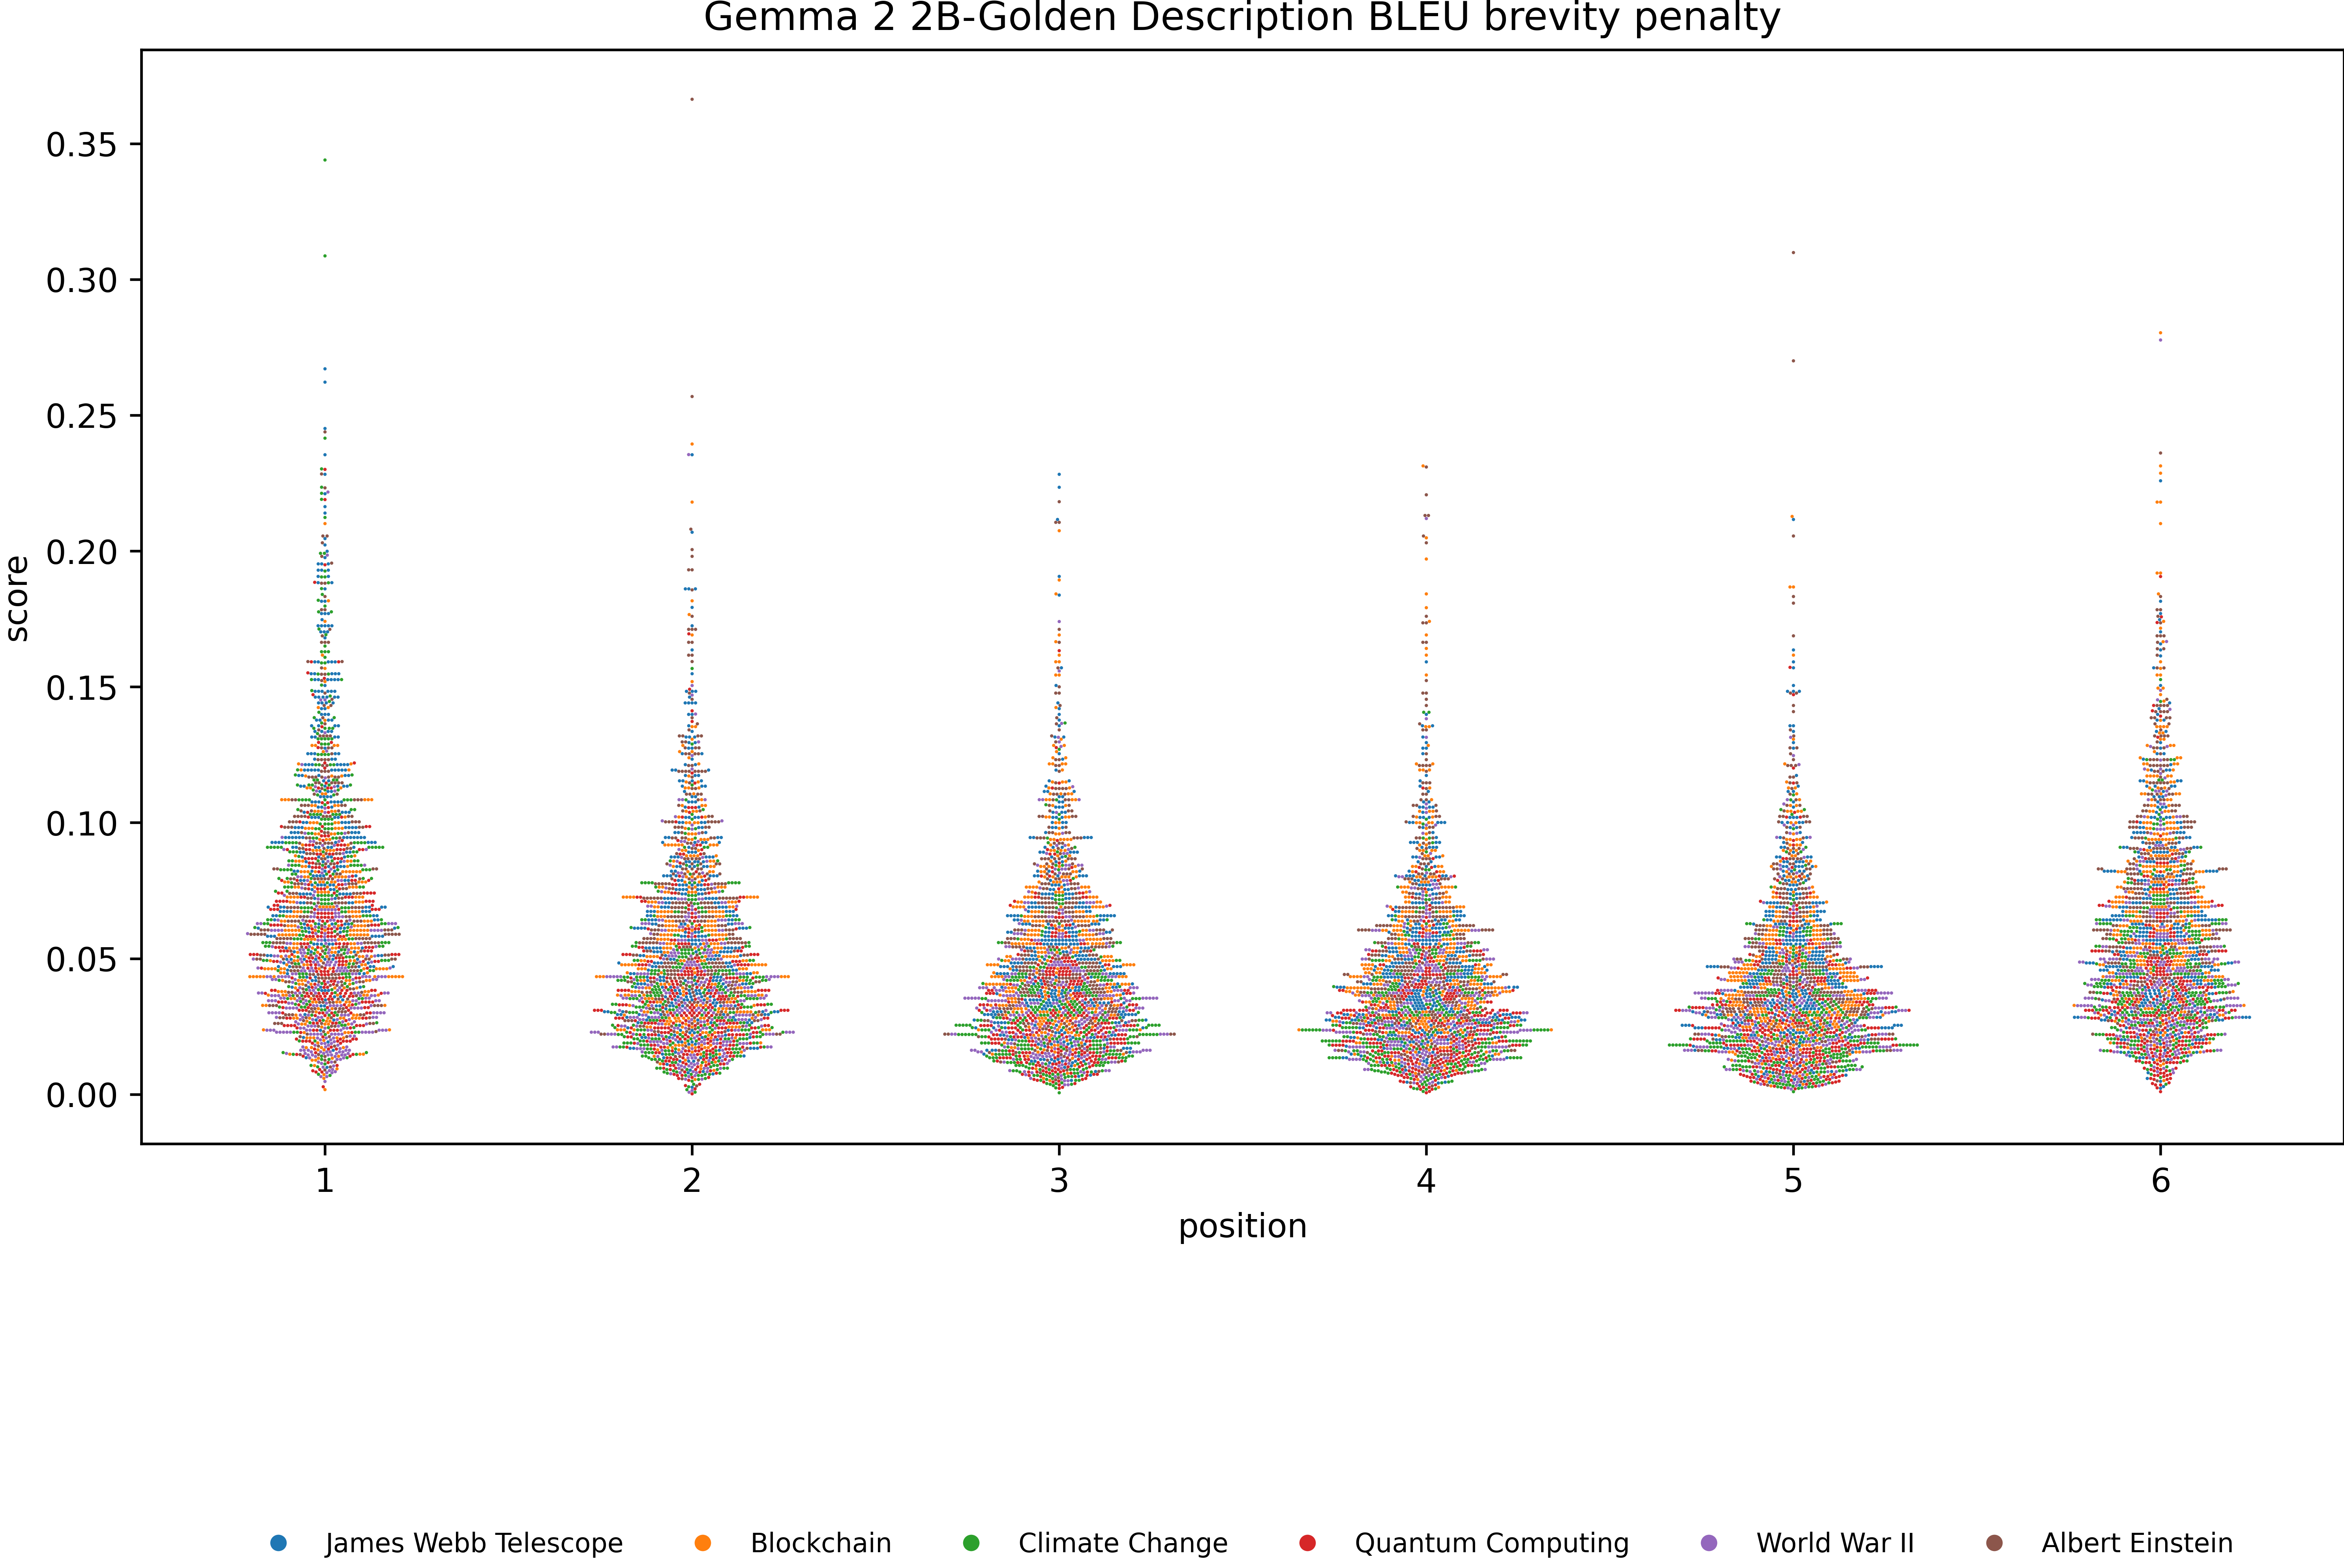 Gemma 2 2B-Golden Description BLEU brevity penalty
score
0.35
0.30
0.25
0.20
0.15
0.10
0.05
0.00
1 2 3 4 5 6
position
James Webb Telescope Blockchain Climate Change Quantum Computing World War II Albert Einstein